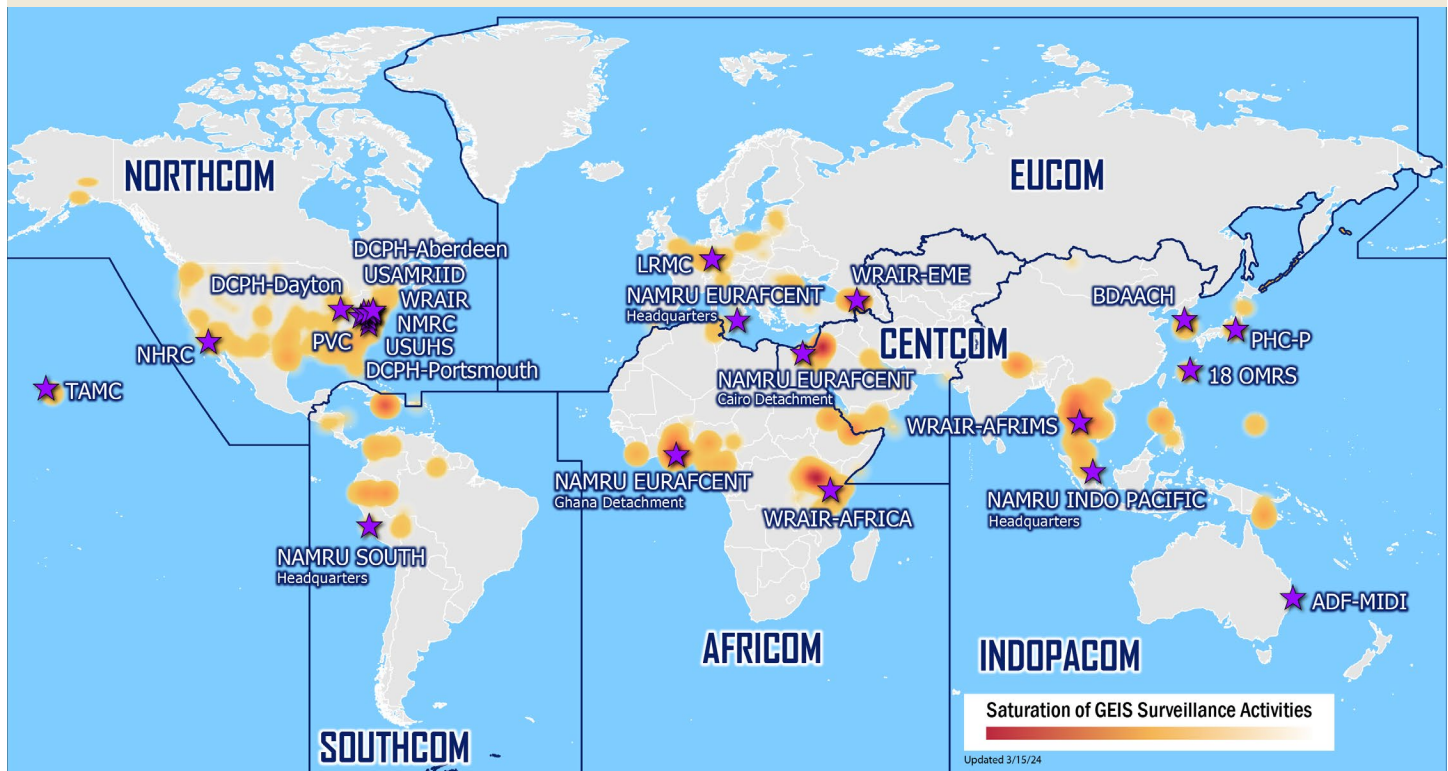 NORTHCOM
EUCOM
DCPH-Aberdeen
USAMRIID
DCPH-Dayton
WRAIR
NMRC
PVC
USUHS
DCPH-Portsmouth
NHRC
TAMC
LRMC
WRAIR-EME
NAMRU EURAFCENT
Headquarters
BDAACH
CENTCOM
PHC-P
NAMRU EURAFCENT
Cairo Detachment
18 OMRS
WRAIR-AFRIMS
NAMRU EURAFCENT
Ghana Detachment
NAMRU INDO PACIFIC
Headquarters
WRAIR-AFRICA
NAMRU SOUTH
Headquarters
ADF-MIDI
AFRICOM
INDOPACOM
SOUTHCOM
Saturation of GEIS Surveillance Activities
Updated 3/15/24